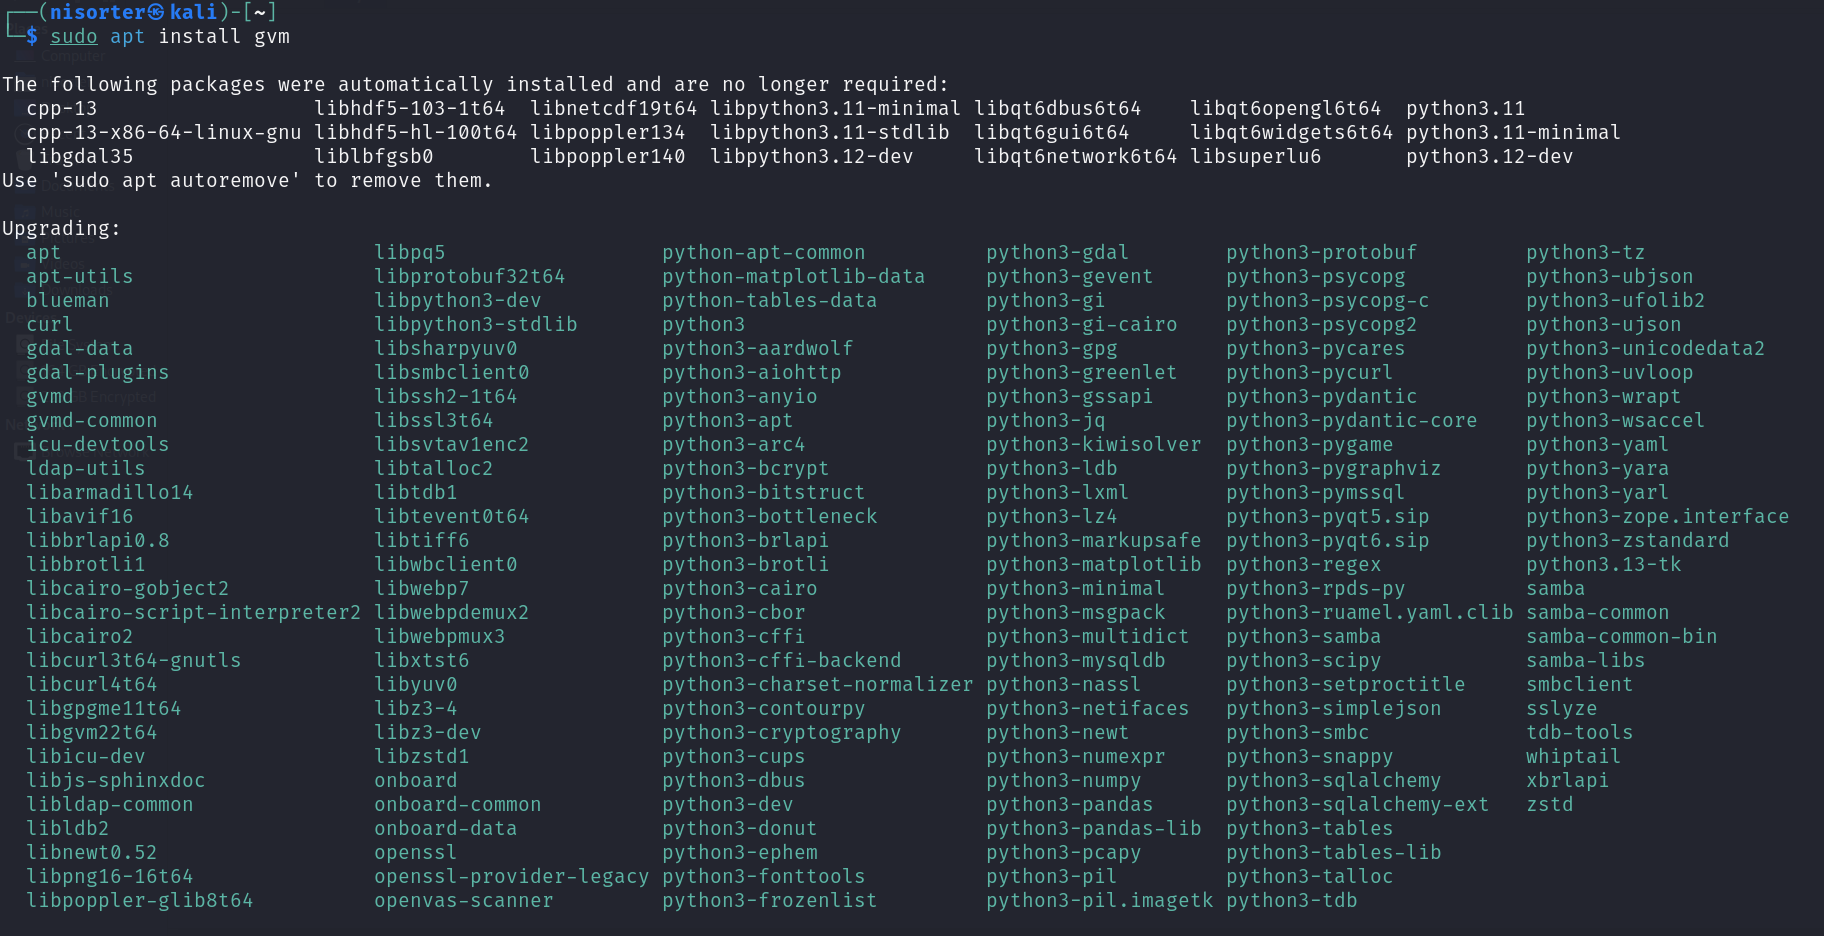 ┌──(nisorter㉿kali)-[~]
└─$ sudo apt install gvm
The following packages were automatically installed and are no longer required:
cpp-13 libhdf5-103-1t64 libnetcdf19t64 libpython3.11-minimal libqt6dbus6t64 libqt6opengl6t64 python3.11
cpp-13-x86-64-linux-gnu libhdf5-hl-100t64 libpoppler134 libpython3.11-stdlib libqt6gui6t64 libqt6widgets6t64 python3.11-minimal
libgdal35 liblbfgsb0 libpoppler140 libpython3.12-dev libqt6network6t64 libsuperlu6 python3.12-dev
Use 'sudo apt autoremove' to remove them.
Upgrading:
apt libpq5 python-apt-common python3-gdal python3-protobuf python3-tz
apt-utils libprotobuf32t64 python-matplotlib-data python3-gevent python3-psycopg python3-ubjson
blueman libpython3-dev python-tables-data python3-gi python3-psycopg-c python3-ufolib2
curl libpython3-stdlib python3 python3-gi-cairo python3-psycopg2 python3-ujson
gdal-data libsharpyuv0 python3-aardwolf python3-gpg python3-pycares python3-unicodedata2
gdal-plugins libsmbclient0 python3-aiohttp python3-greenlet python3-pycurl python3-uvloop
gvmd libssh2-1t64 python3-anyio python3-gssapi python3-pydantic python3-wrapt
gvmd-common libssl3t64 python3-apt python3-jq python3-pydantic-core python3-wsaccel
icu-devtools libsvtav1enc2 python3-arc4 python3-kiwisolver python3-pygame python3-yaml
ldap-utils libtalloc2 python3-bcrypt python3-ldb python3-pygraphviz python3-yara
libarmadillo14 libtdb1 python3-bitstruct python3-lxml python3-pymssql python3-yarl
libavif16 libtevent0t64 python3-bottleneck python3-lz4 python3-pyqt5.sip python3-zope.interface
libbrlapi0.8 libtiff6 python3-brlapi python3-markupsafe python3-pyqt6.sip python3-zstandard
libbrotli1 libwbclient0 python3-brotli python3-matplotlib python3-regex python3.13-tk
libcairo-gobject2 libwebp7 python3-cairo python3-minimal python3-rpds-py samba
libcairo-script-interpreter2 libwebpdemux2 python3-cbor python3-msgpack python3-ruamel.yaml.clib samba-common
libcairo2 libwebpmux3 python3-cffi python3-multidict python3-samba samba-common-bin
libcurl3t64-gnutls libxtst6 python3-cffi-backend python3-mysqldb python3-scipy samba-libs
libcurl4t64 libyuv0 python3-charset-normalizer python3-nassl python3-setproctitle smbclient
libgpgme11t64 libz3-4 python3-contourpy python3-netifaces python3-simplejson sslyze
libgvm22t64 libz3-dev python3-cryptography python3-newt python3-smbc tdb-tools
libicu-dev libzstd1 python3-cups python3-numexpr python3-snappy whiptail
libjs-sphinxdoc onboard python3-dbus python3-numpy python3-sqlalchemy xbrlapi
libldap-common onboard-common python3-dev python3-pandas python3-sqlalchemy-ext zstd
libldb2 onboard-data python3-donut python3-pandas-lib python3-tables
libnewt0.52 openssl python3-ephem python3-pcapy python3-tables-lib
libpng16-16t64 openssl-provider-legacy python3-fonttools python3-pil python3-talloc
libpoppler-glib8t64 openvas-scanner python3-frozenlist python3-pil.imagetk python3-tdb